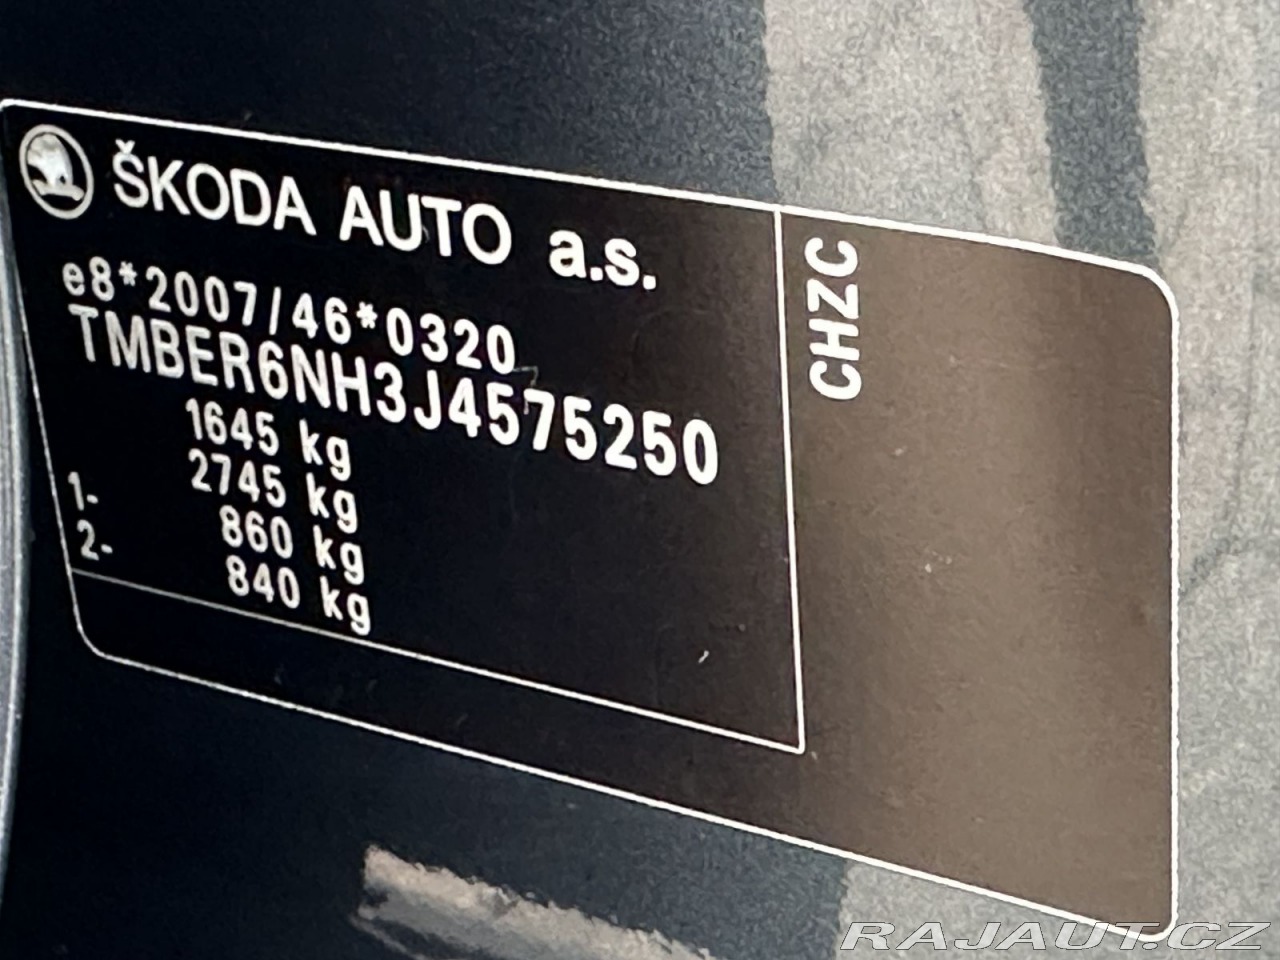 ŠKODA AUTO a.s.
e8*2007/46*0320
TMBER6NH3J4575250
1645 kg
2745 kg
1- 860 kg
2- 840 kg
CHZC
RAJAUT.CZ